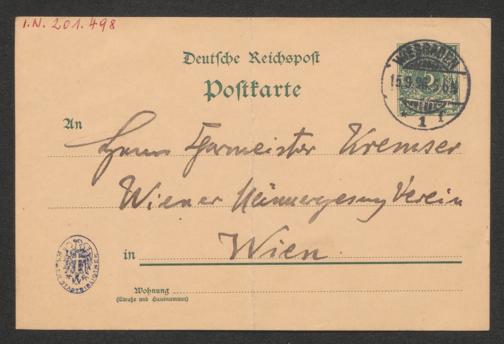 I.N. 201.498
Deutsche Reichspost
Postkarte
WIESBADEN
15.9.
1
An
Herrn Chormeister Kremser
Wiener Männergesang Verein
in Wien
Wohnung
(Straße und Hausnummer)